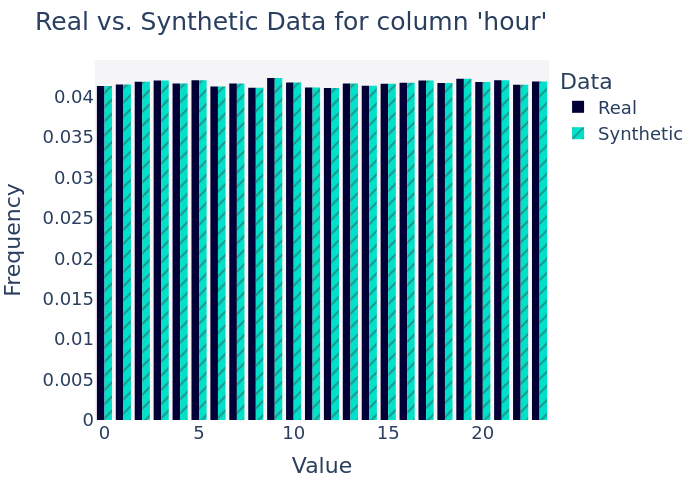 Real vs. Synthetic Data for column 'hour'
Data
Real
Synthetic
0.04
0.035
0.03
0.025
0.02
0.015
0.01
0.005
0
Frequency
0 5 10 15 20
Value